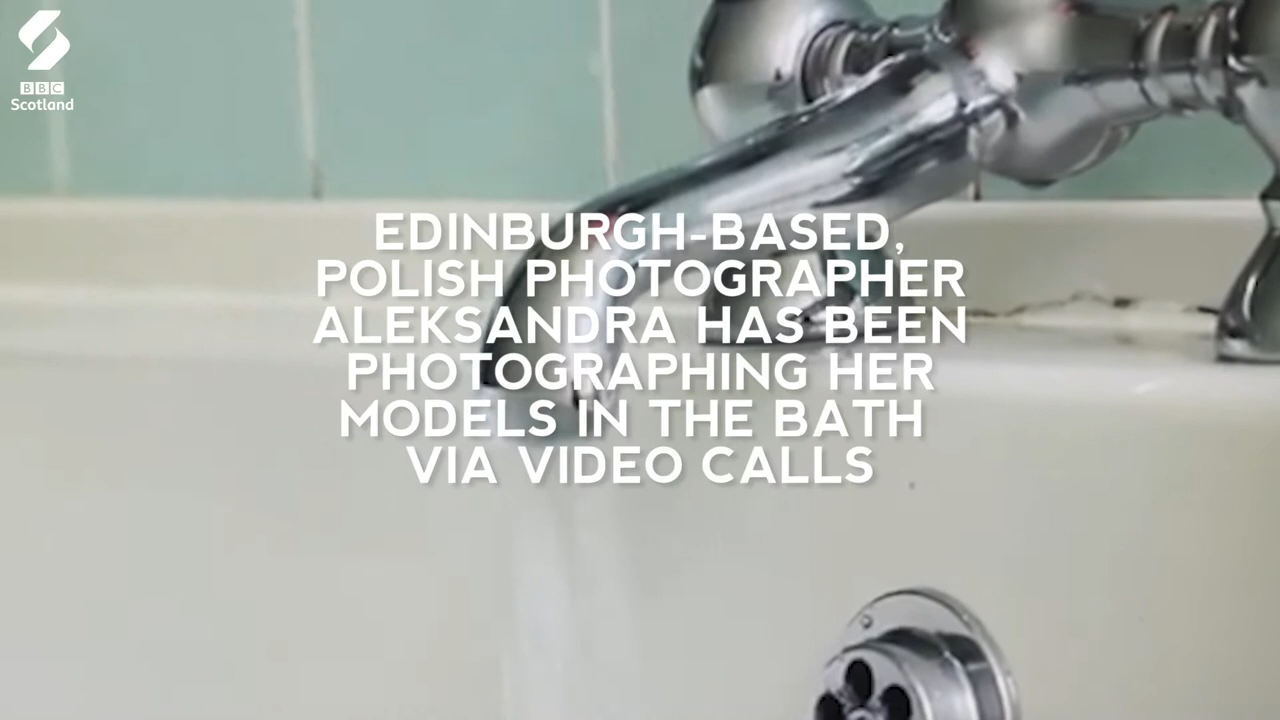 BBC
Scotland
EDINBURGH-BASED,
POLISH PHOTOGRAPHER
ALEKSANDRA HAS BEEN
PHOTOGRAPHING HER
MODELS IN THE BATH
VIA VIDEO CALLS